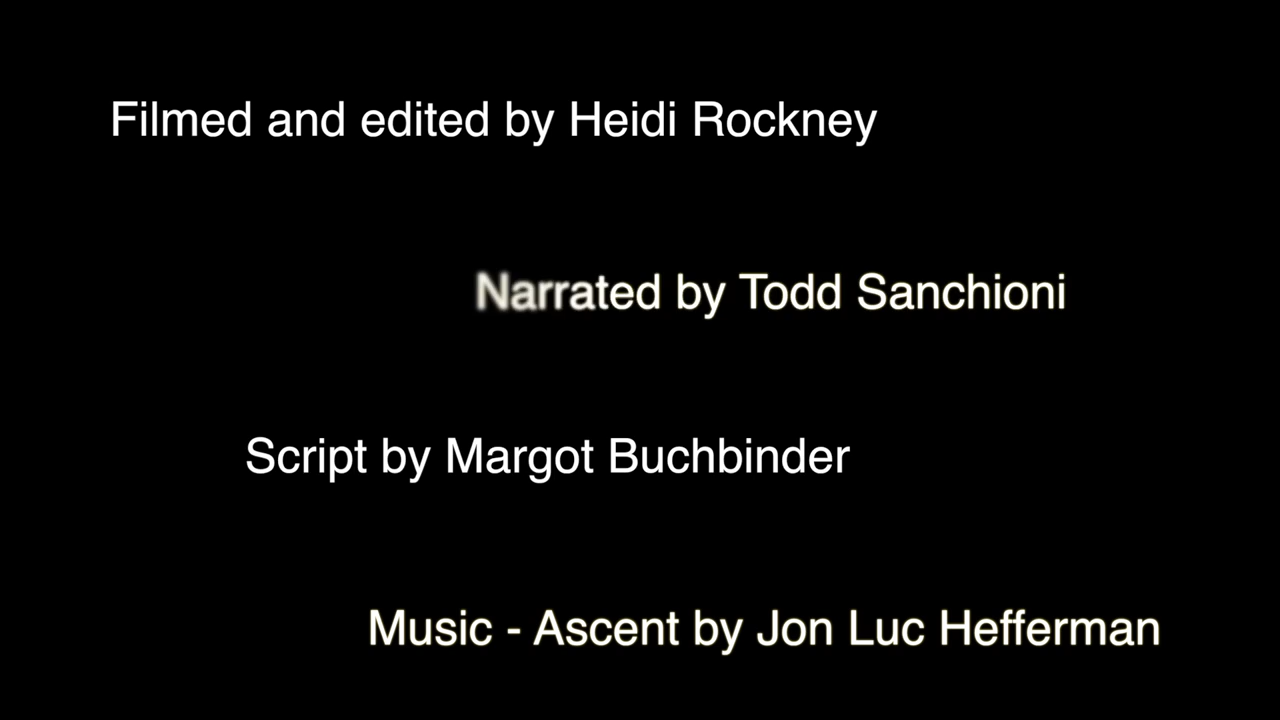 Filmed and edited by Heidi Rockney
Narrated by Todd Sanchioni
Script by Margot Buchbinder
Music - Ascent by Jon Luc Hefferman